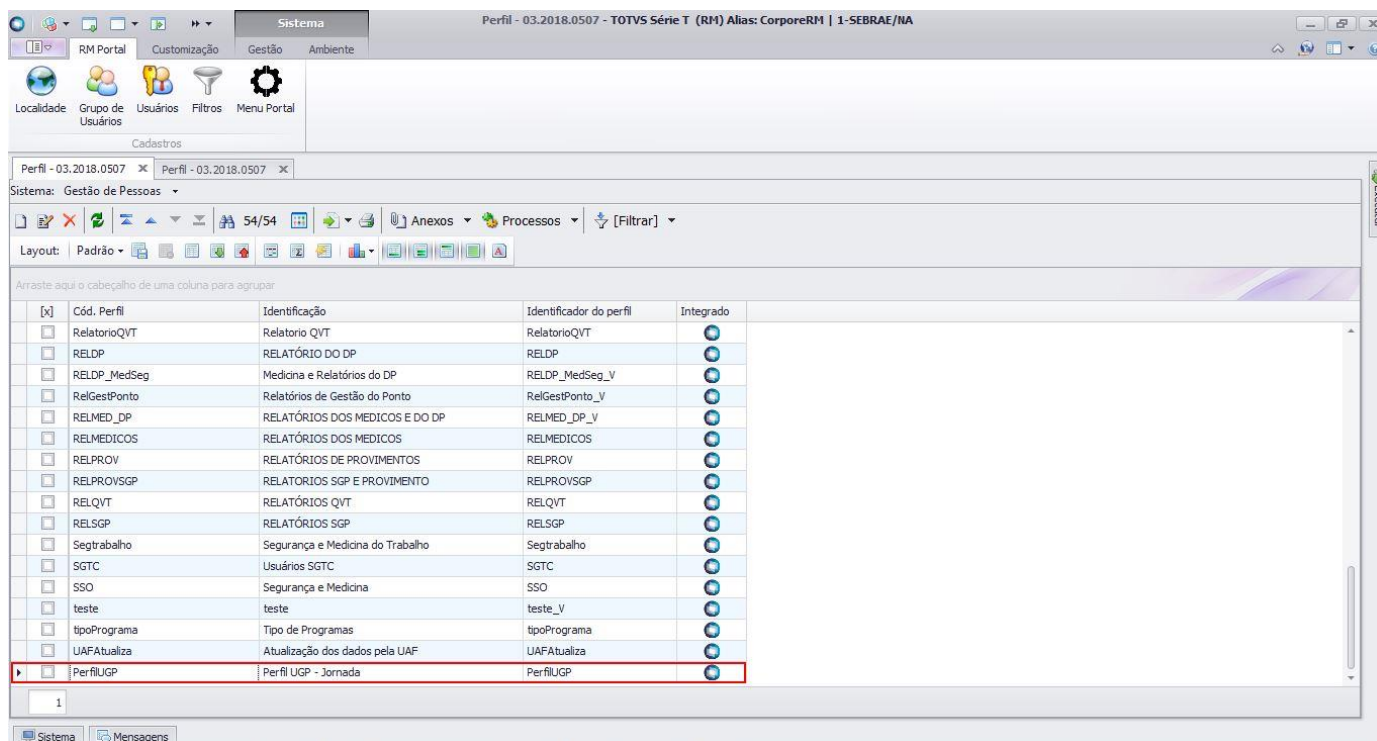 Sistema
Perfil - 03.2018.0507 - TOTVS Série T (RM) Alias: CorporeRM | 1-SEBRAE/NA
RM Portal Customização Gestão Ambiente
Localidade Grupo de Usuários Usuários Filtros Menu Portal
Cadastros
Perfil - 03.2018.0507 Perfil - 03.2018.0507
Sistema: Gestão de Pessoas
54/54 Anexos Processos [Filtrar]
Layout: Padrão
Arraste aqui o cabeçalho de uma coluna para agrupar
[x] Cód. Perfil Identificação Identificador do perfil Integrado
RelatorioQVT Relatorio QVT RelatorioQVT
RELDP RELATÓRIO DO DP RELDP
RELDP_MedSeg Medicina e Relatórios do DP RELDP_MedSeg_V
RelGestPonto Relatórios de Gestão do Ponto RelGestPonto_V
RELMED_DP RELATÓRIOS DOS MEDICOS E DO DP RELMED_DP_V
RELMEDICOS RELATÓRIOS DOS MEDICOS RELMEDICOS
RELPROV RELATÓRIOS DE PROVIMENTOS RELPROV
RELPROVSGP RELATORIOS SGP E PROVIMENTO RELPROVSGP
RELQVT RELATÓRIOS QVT RELQVT
RELSGP RELATÓRIOS SGP RELSGP
Segtrabalho Segurança e Medicina do Trabalho Segtrabalho
SGTC Usuários SGTC SGTC
SSO Segurança e Medicina SSO
teste teste teste_V
tipoPrograma Tipo de Programas tipoPrograma
UAFAtualiza Atualização dos dados pela UAF UAFAtualiza
PerfilUGP Perfil UGP - Jornada PerfilUGP
1
Sistema Mensagens